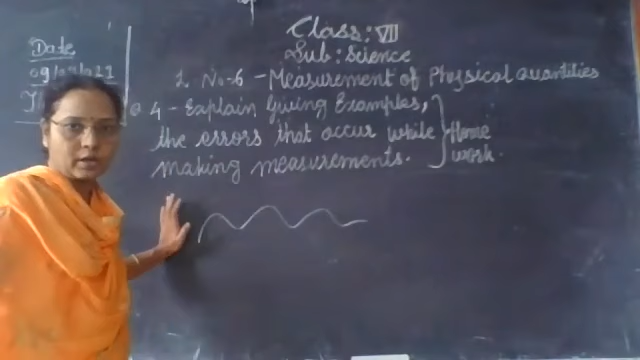 Date
Class: VII
Sub: Science
L No-6 - Measurement of Physical Quantities
Q 4 - Explain Giving Examples,
the errors that occur while
making measurements.
Home
work.